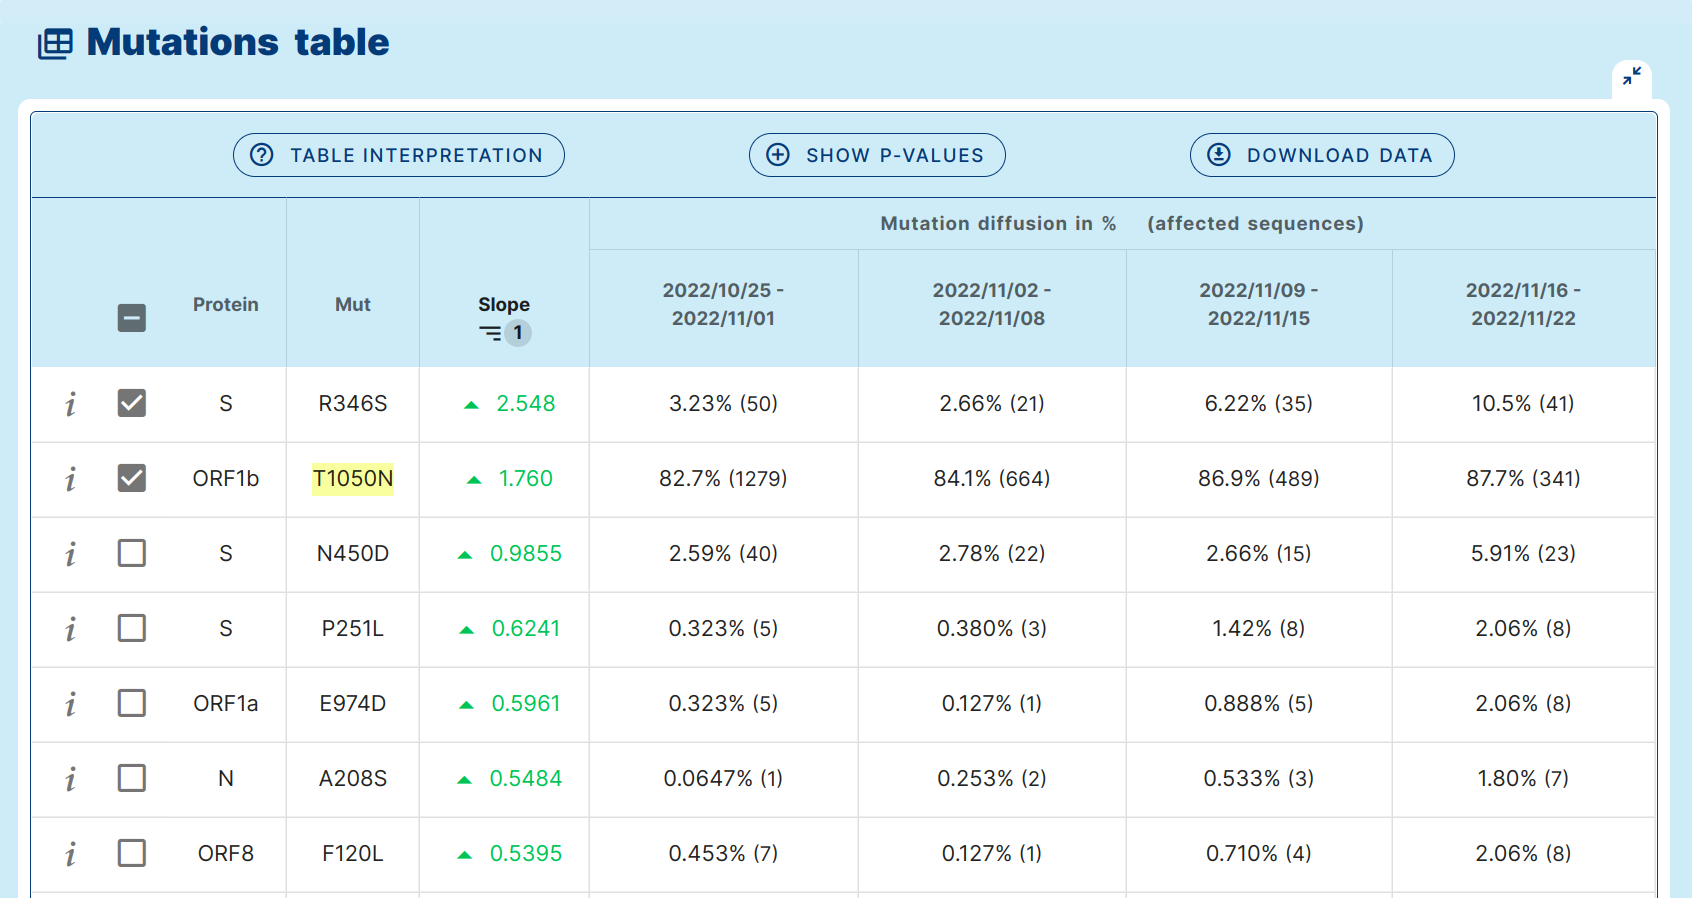 Mutations table
TABLE INTERPRETATION SHOW P-VALUES DOWNLOAD DATA
Mutation diffusion in % (affected sequences)
Protein Mut Slope 1 2022/10/25 - 2022/11/01 2022/11/02 - 2022/11/08 2022/11/09 - 2022/11/15 2022/11/16 - 2022/11/22
i S R346S 2.548 3.23% (50) 2.66% (21) 6.22% (35) 10.5% (41)
i ORF1b T1050N 1.760 82.7% (1279) 84.1% (664) 86.9% (489) 87.7% (341)
i S N450D 0.9855 2.59% (40) 2.78% (22) 2.66% (15) 5.91% (23)
i S P251L 0.6241 0.323% (5) 0.380% (3) 1.42% (8) 2.06% (8)
i ORF1a E974D 0.5961 0.323% (5) 0.127% (1) 0.888% (5) 2.06% (8)
i N A208S 0.5484 0.0647% (1) 0.253% (2) 0.533% (3) 1.80% (7)
i ORF8 F120L 0.5395 0.453% (7) 0.127% (1) 0.710% (4) 2.06% (8)